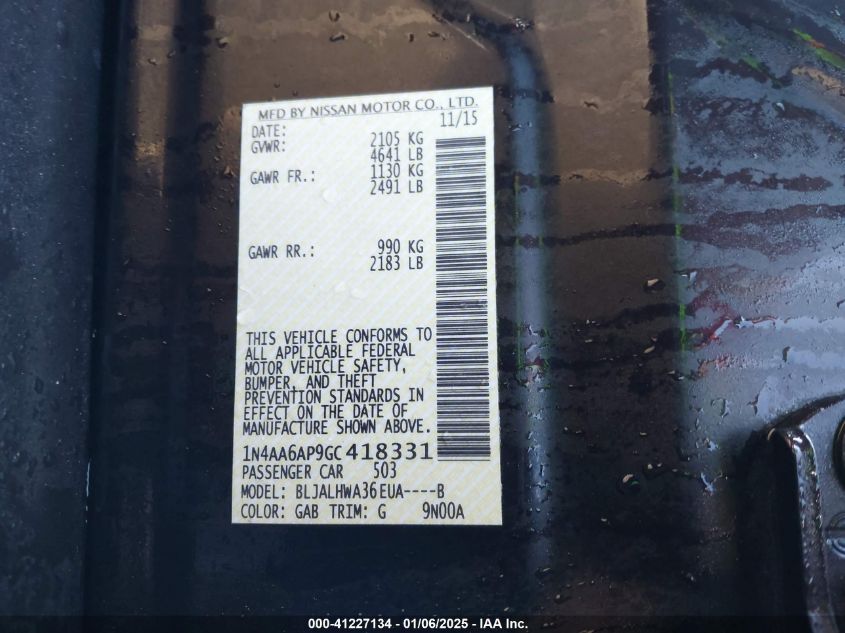 MFD BY NISSAN MOTOR CO., LTD.
DATE: 11/15
GVWR: 2105 KG
4641 LB
GAWR FR.: 1130 KG
2491 LB
GAWR RR.: 990 KG
2183 LB
THIS VEHICLE CONFORMS TO
ALL APPLICABLE FEDERAL
MOTOR VEHICLE SAFETY,
BUMPER, AND THEFT
PREVENTION STANDARDS IN
EFFECT ON THE DATE OF
MANUFACTURE SHOWN ABOVE.
1N4AA6AP9GC418331
PASSENGER CAR 503
MODEL: BLJALHWA36EUA----B
COLOR: GAB TRIM: G 9N00A
000-41227134 - 01/06/2025 - IAA Inc.